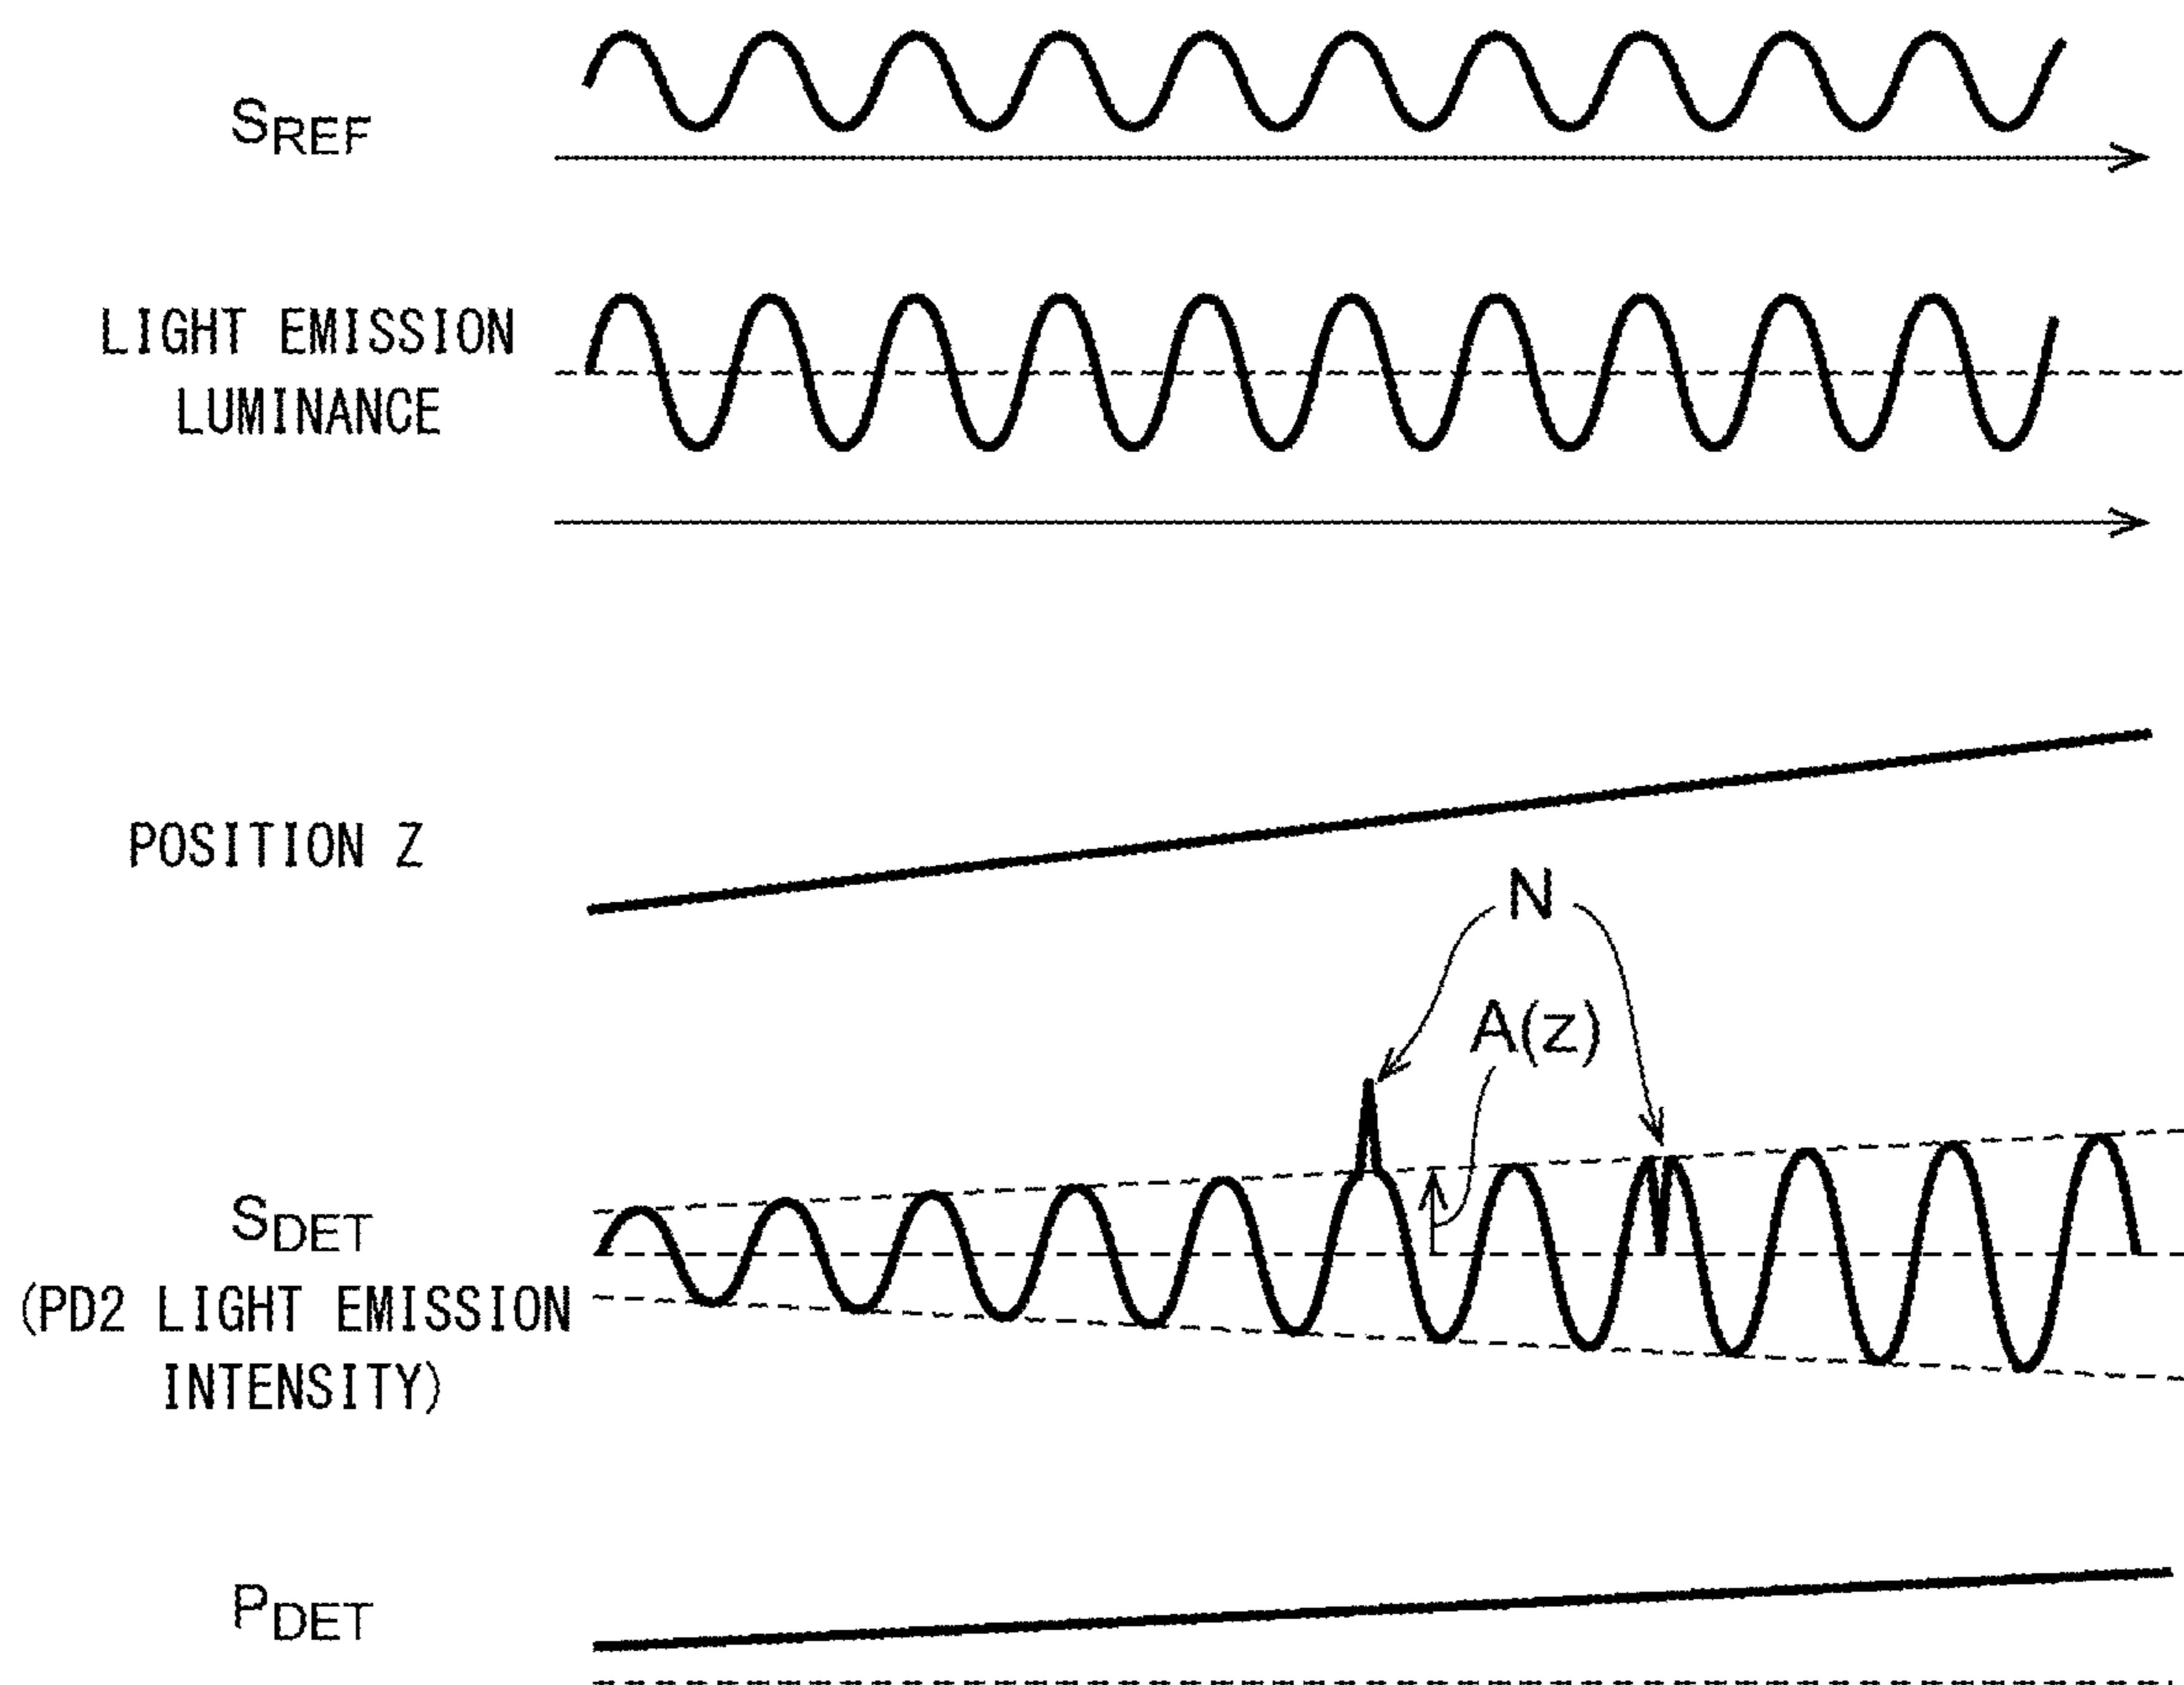 SREF
LIGHT EMISSION
LUMINANCE
POSITION Z
N
A(z)
SDET
(PD2 LIGHT EMISSION
INTENSITY)
PDET